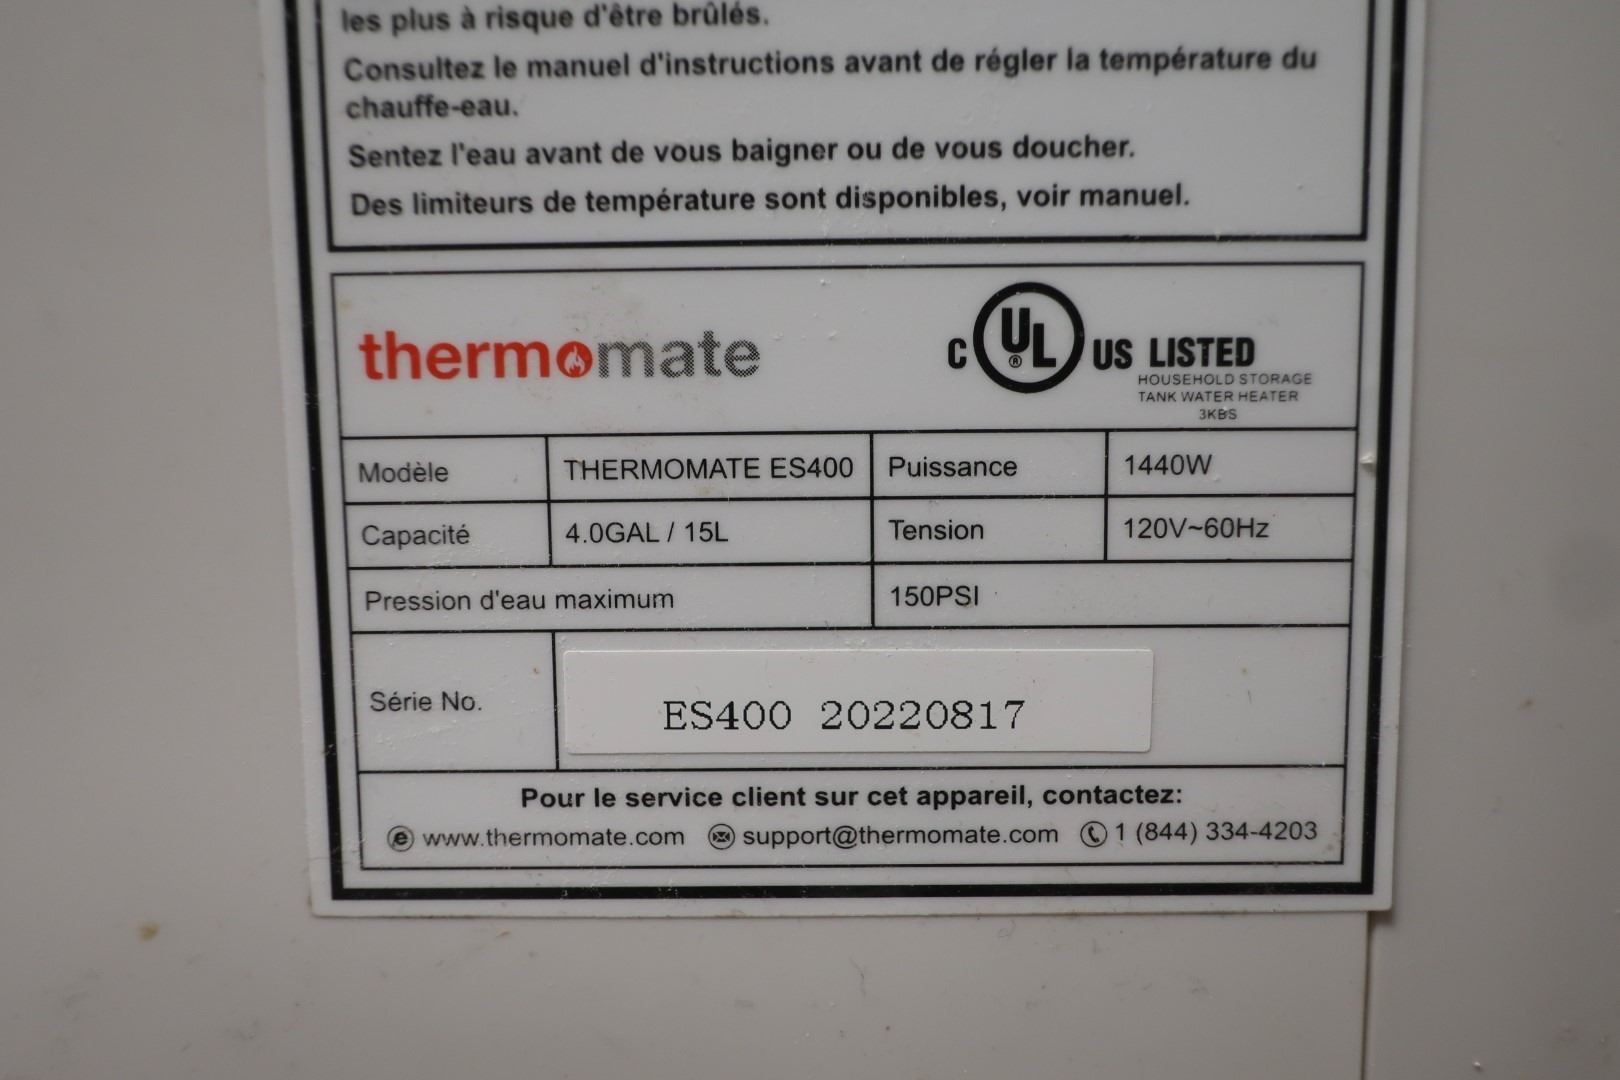 les plus à risque d'être brûlés.
Consultez le manuel d'instructions avant de régler la température du
chauffe-eau.
Sentez l'eau avant de vous baigner ou de vous doucher.
Des limiteurs de température sont disponibles, voir manuel.
thermomate
C UL ® US LISTED
HOUSEHOLD STORAGE
TANK WATER HEATER
3KBS
Modèle THERMOMATE ES400 Puissance 1440W
Capacité 4.0GAL / 15L Tension 120V~60Hz
Pression d'eau maximum 150PSI
Série No. ES400 20220817
Pour le service client sur cet appareil, contactez:
www.thermomate.com support@thermomate.com 1 (844) 334-4203